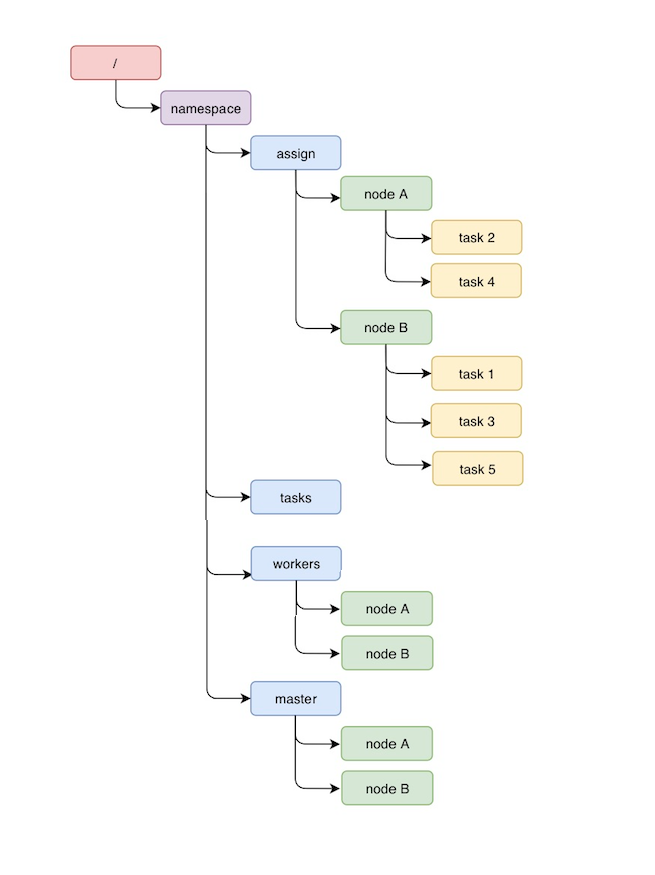 /
namespace
assign
node A
task 2
task 4
node B
task 1
task 3
task 5
tasks
workers
node A
node B
master
node A
node B